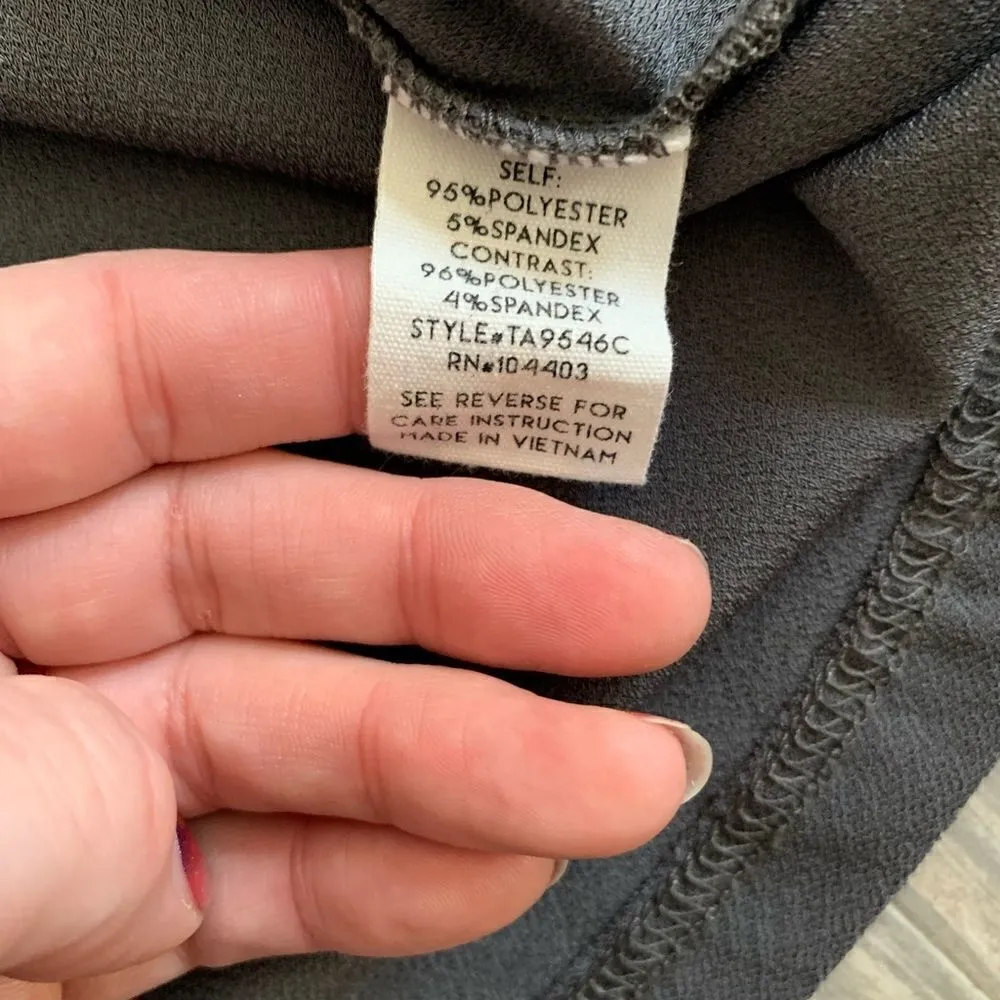 SELF:
95%POLYESTER
5%SPANDEX
CONTRAST:
96%POLYESTER
4%SPANDEX
STYLE#TA9546C
RN#104403
SEE REVERSE FOR
CARE INSTRUCTION
MADE IN VIETNAM